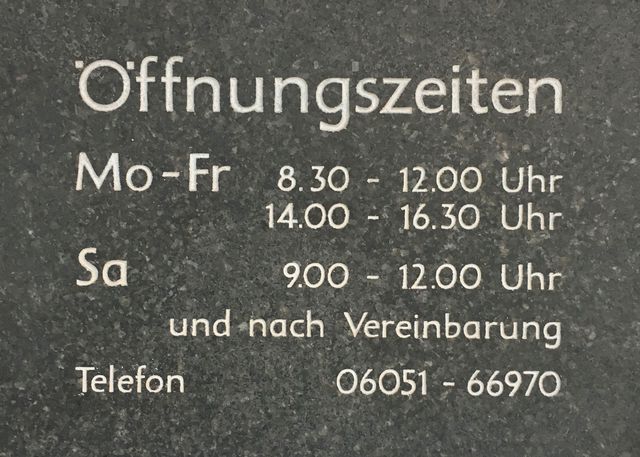 Öffnungszeiten
Mo-Fr 8.30 - 12.00 Uhr
14.00 - 16.30 Uhr
Sa 9.00 - 12.00 Uhr
und nach Vereinbarung
Telefon 06051 - 66970